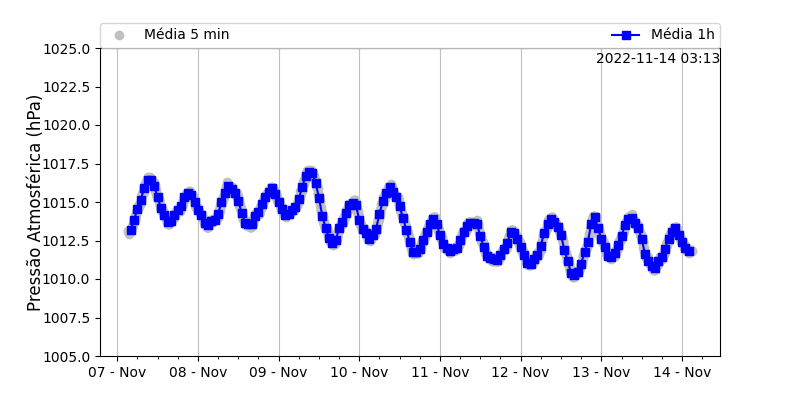 Média 5 min
Média 1h
2022-11-14 03:13
Pressão Atmosférica (hPa)
1025.0
1022.5
1020.0
1017.5
1015.0
1012.5
1010.0
1007.5
1005.0
07 - Nov
08 - Nov
09 - Nov
10 - Nov
11 - Nov
12 - Nov
13 - Nov
14 - Nov